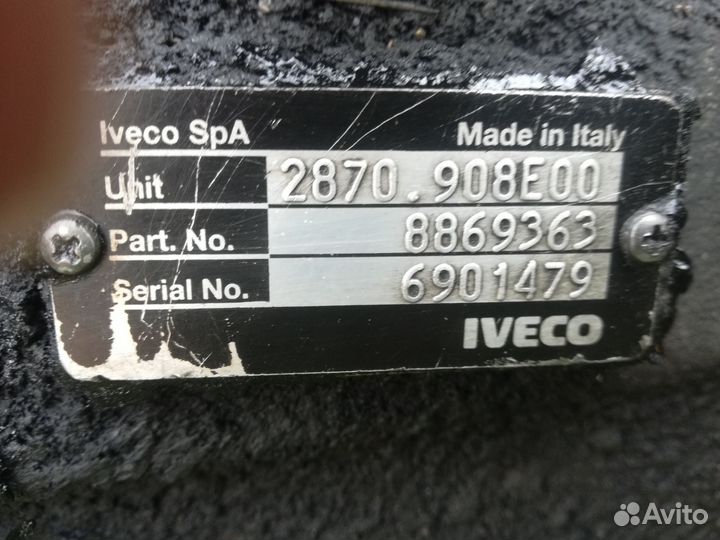 Iveco SpA Made in Italy
Unit 2870.908E00
Part. No. 8869363
Serial No. 6901479
IVECO
Avito